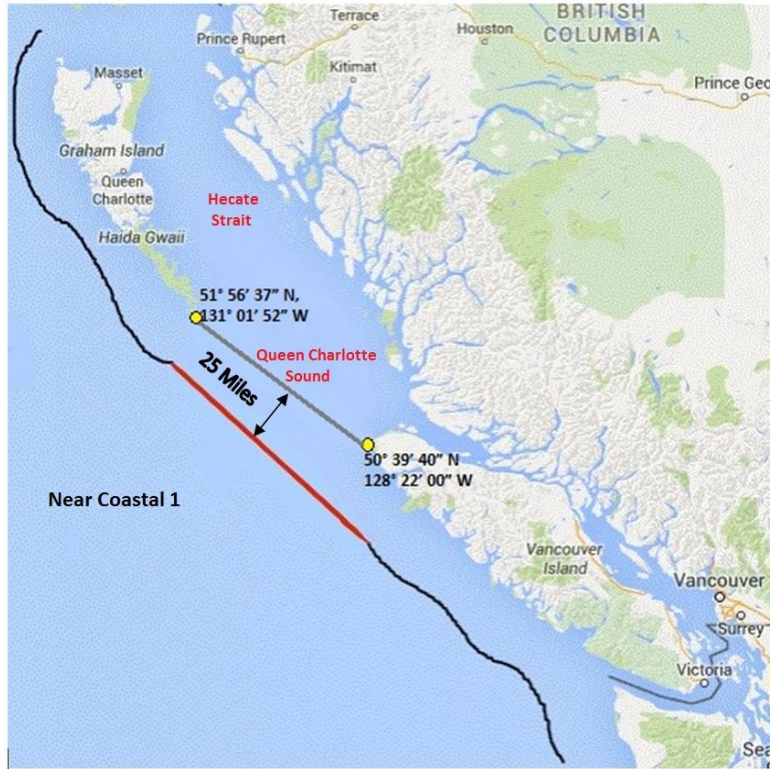 BRITISH
COLUMBIA
Terrace
Prince Rupert
Houston
Kitimat
Masset
Prince Geo
Graham Island
Queen
Charlotte
Haida Gwaii
Hecate
Strait
51° 56' 37" N,
131° 01' 52" W
Queen Charlotte
Sound
25 Miles
50° 39' 40" N
128° 22' 00" W
Near Coastal 1
Vancouver
Island
Vancouver
Surrey
Victoria
Sea